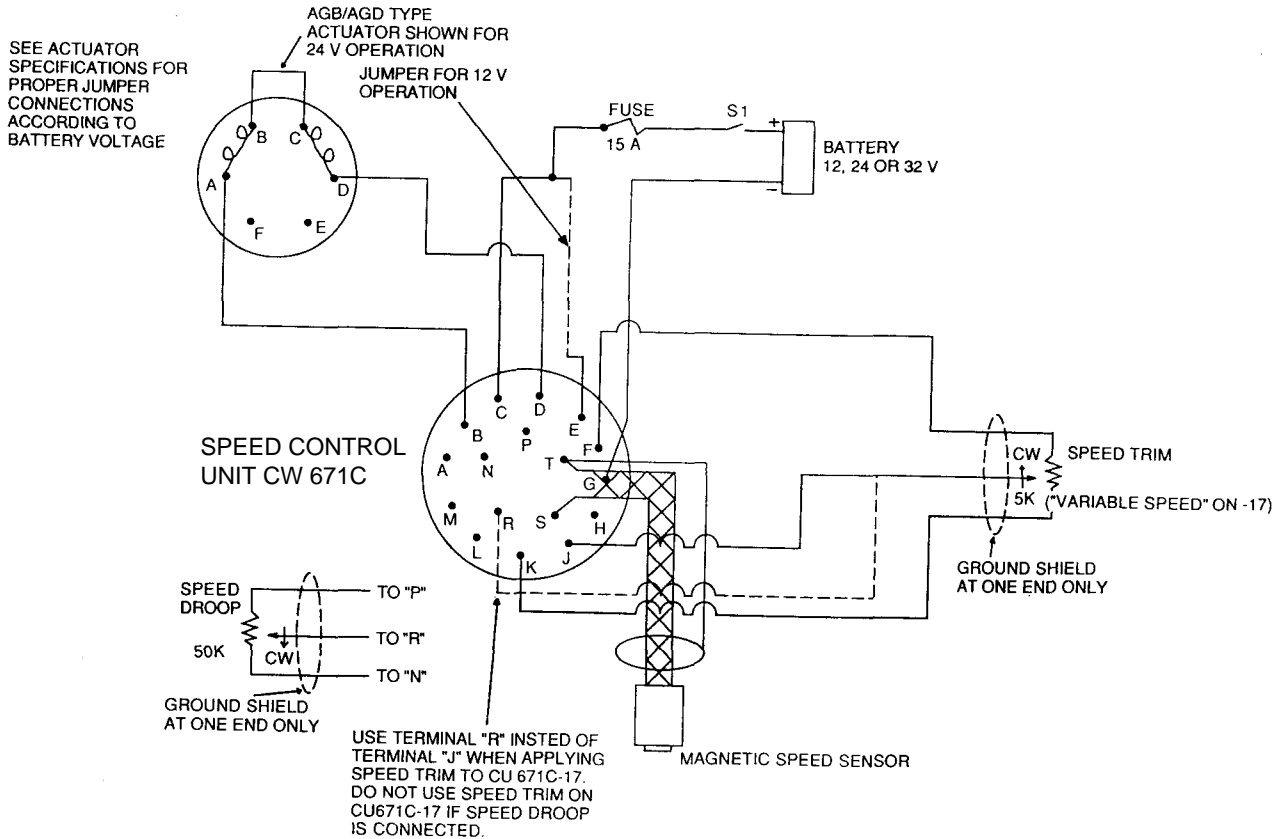 AGB/AGD TYPE
ACTUATOR SHOWN FOR
24 V OPERATION
SEE ACTUATOR
SPECIFICATIONS FOR
PROPER JUMPER
CONNECTIONS
ACCORDING TO
BATTERY VOLTAGE
JUMPER FOR 12 V
OPERATION
FUSE
15 A
S1
+
-
BATTERY
12, 24 OR 32 V
B
C
A
D
F
E
SPEED CONTROL
UNIT CW 671C
C
D
B
P
E
F
A
N
T
G
M
R
S
H
L
K
J
CW
5K
SPEED TRIM
("VARIABLE SPEED" ON -17)
GROUND SHIELD
AT ONE END ONLY
SPEED
DROOP
50K
CW
TO "P"
TO "R"
TO "N"
GROUND SHIELD
AT ONE END ONLY
USE TERMINAL "R" INSTED OF
TERMINAL "J" WHEN APPLYING
SPEED TRIM TO CU 671C-17.
DO NOT USE SPEED TRIM ON
CU671C-17 IF SPEED DROOP
IS CONNECTED.
MAGNETIC SPEED SENSOR